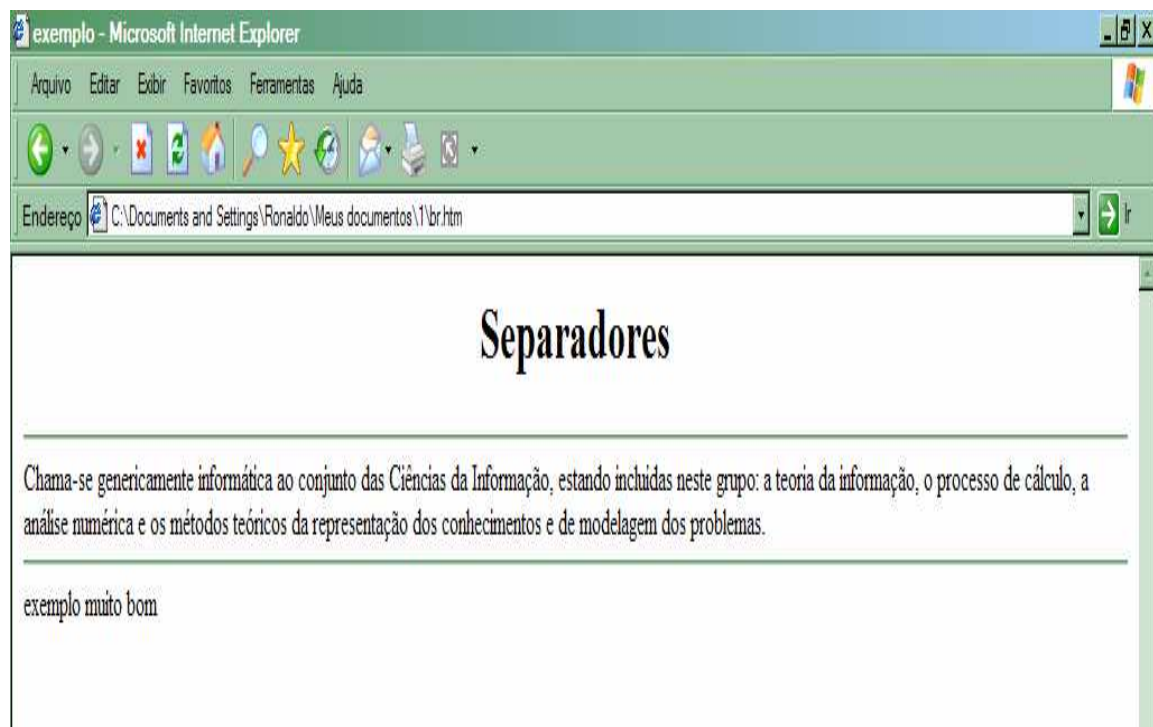 exemplo - Microsoft Internet Explorer
Arquivo Editar Exibir Favoritos Ferramentas Ajuda
Endereço C:\Documents and Settings\Ronaldo\Meus documentos\1\br.htm Ir
Separadores
Chama-se genericamente informática ao conjunto das Ciências da Informação, estando incluidas neste grupo: a teoria da informação, o processo de cálculo, a
análise numérica e os métodos teóricos da representação dos conhecimentos e de modelagem dos problemas.
exemplo muito bom